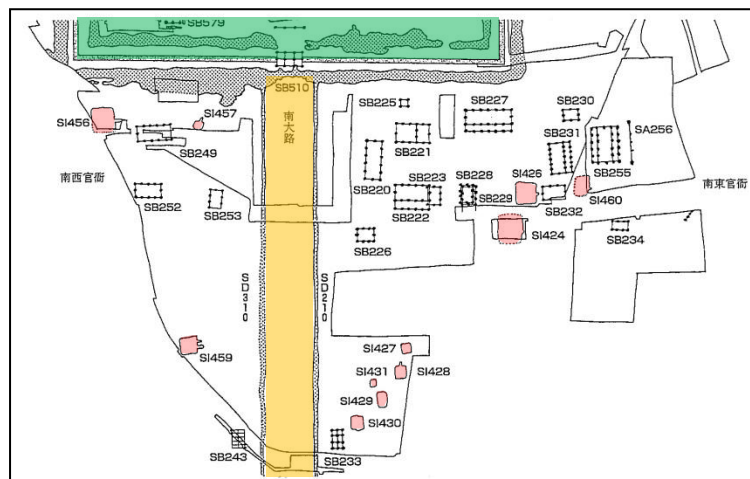 SB579
SB510
南大路
SB225
SB227
SB230
SI457
SI456
SB231
SA256
SB221
SB249
SB255
SB220
SB223
SB228
SI426
南西官衙
南東官衙
SB252
SB253
SB222
SB229
SB232
SI460
SB226
SI424
SB234
SD310
SD210
SI427
SI459
SI431
SI428
SI429
SI430
SB243
SB233